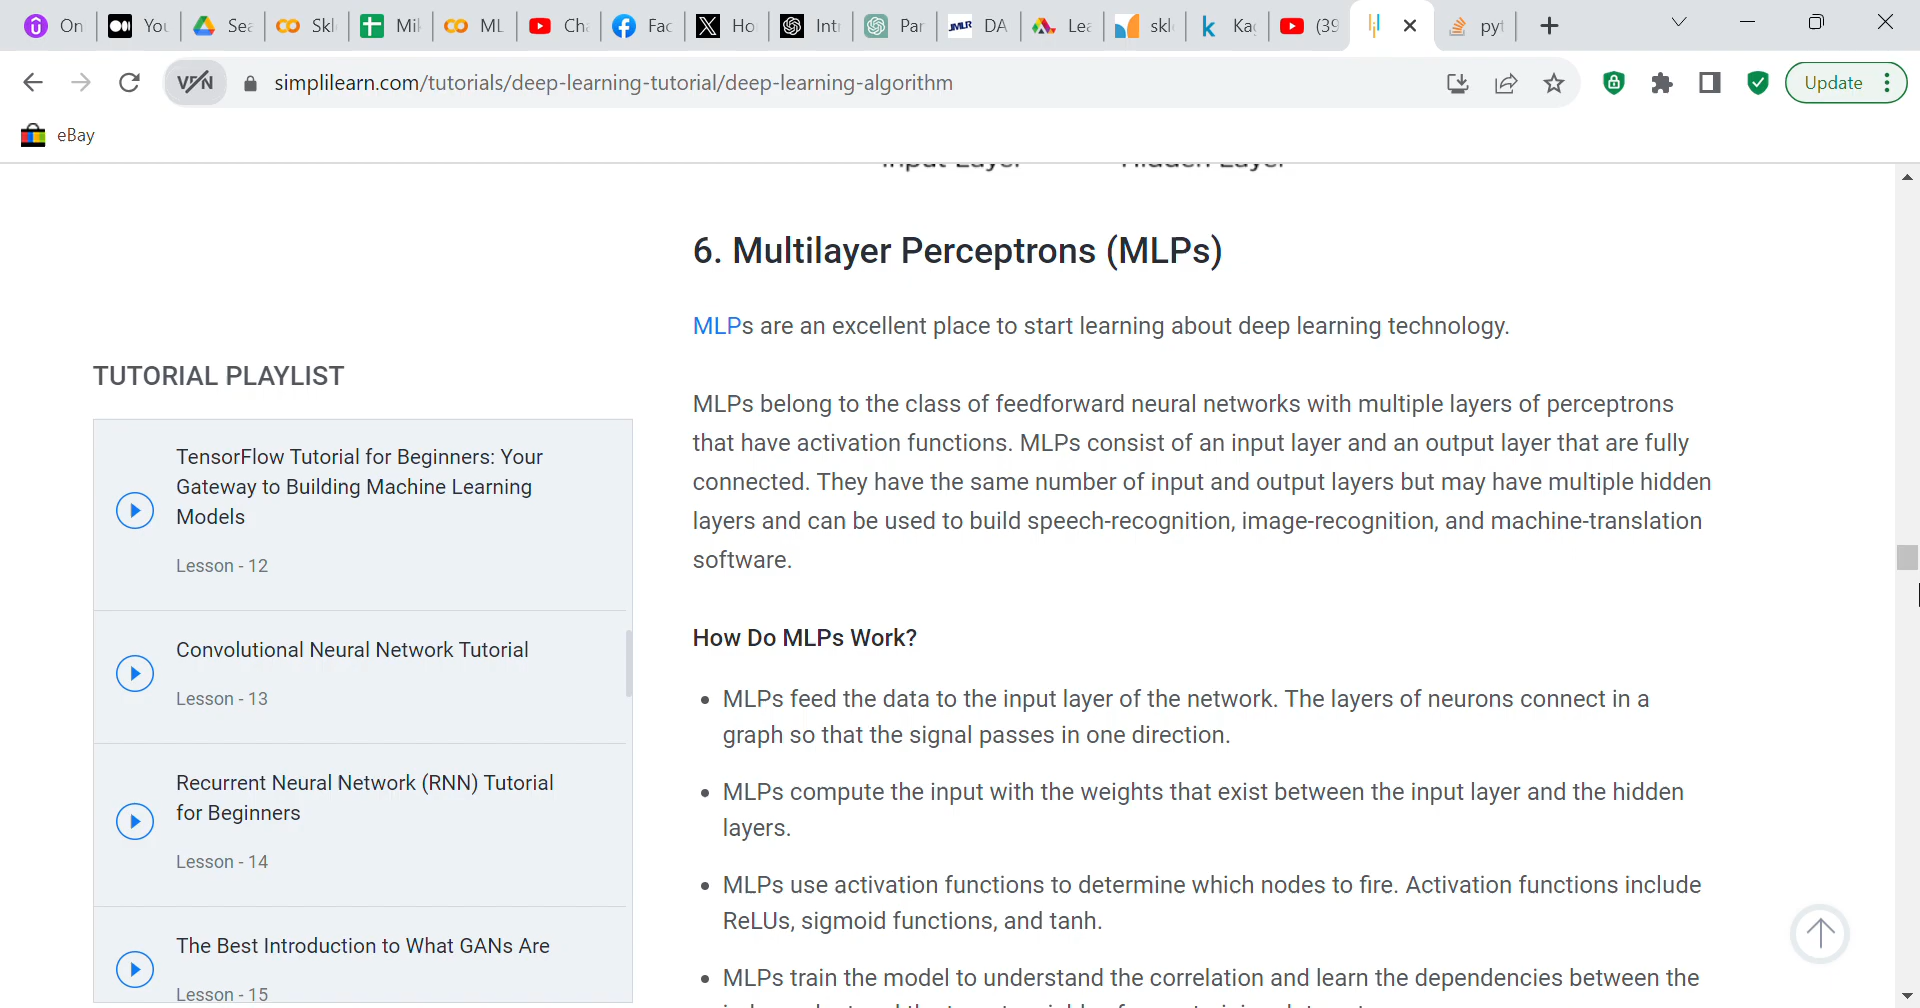 On
You
Sea
Skl
Mil
ML
Ch
Fac
Ho
Int
Par
JMLR DA
Lea
skl
Ka
(39
pyt
VPN
simplilearn.com/tutorials/deep-learning-tutorial/deep-learning-algorithm
Update
eBay
Input Layer Hidden Layer
6. Multilayer Perceptrons (MLPs)
MLPs are an excellent place to start learning about deep learning technology.
MLPs belong to the class of feedforward neural networks with multiple layers of perceptrons
that have activation functions. MLPs consist of an input layer and an output layer that are fully
connected. They have the same number of input and output layers but may have multiple hidden
layers and can be used to build speech-recognition, image-recognition, and machine-translation
software.
How Do MLPs Work?
• MLPs feed the data to the input layer of the network. The layers of neurons connect in a
graph so that the signal passes in one direction.
• MLPs compute the input with the weights that exist between the input layer and the hidden
layers.
• MLPs use activation functions to determine which nodes to fire. Activation functions include
ReLUs, sigmoid functions, and tanh.
• MLPs train the model to understand the correlation and learn the dependencies between the
TUTORIAL PLAYLIST
TensorFlow Tutorial for Beginners: Your
Gateway to Building Machine Learning
Models
Lesson - 12
Convolutional Neural Network Tutorial
Lesson - 13
Recurrent Neural Network (RNN) Tutorial
for Beginners
Lesson - 14
The Best Introduction to What GANs Are
Lesson - 15